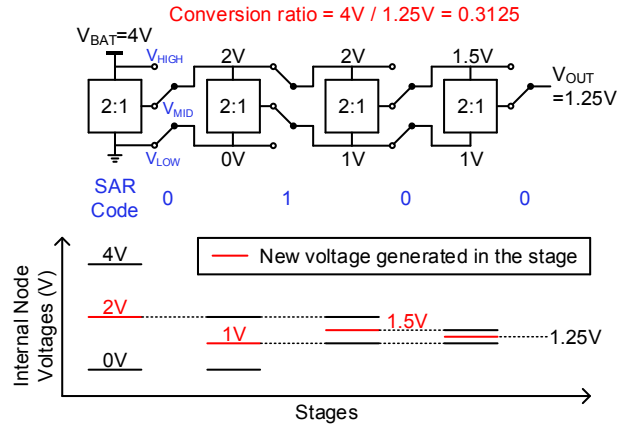 Conversion ratio = 4V / 1.25V = 0.3125
VBAT=4V
VHIGH
2V
2V
1.5V
2:1
VMID
2:1
2:1
2:1
VOUT
=1.25V
VLOW
0V
1V
1V
SAR
Code
0
1
0
0
Internal Node
Voltages (V)
4V
New voltage generated in the stage
2V
1V
1.5V
1.25V
0V
Stages